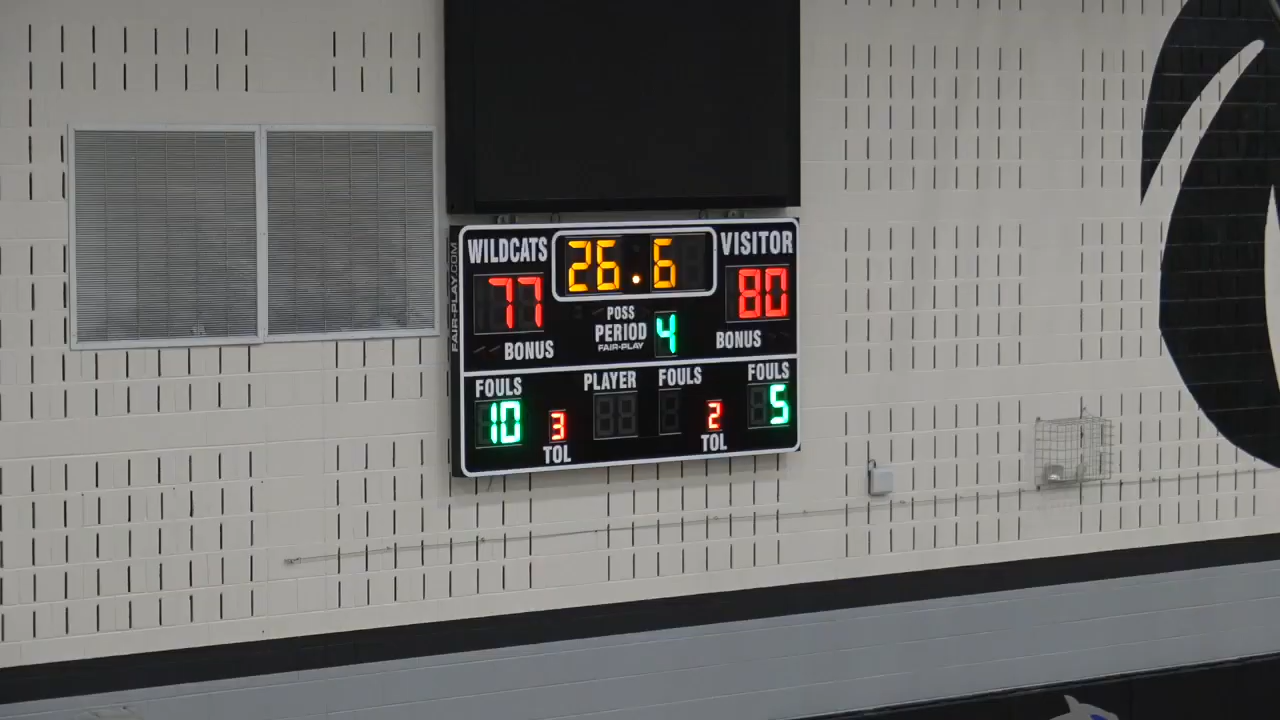 WILDCATS 26.6 VISITOR
77 80
POSS
PERIOD 4
FAIR-PLAY
BONUS BONUS
FOULS PLAYER FOULS FOULS
10 3 2 5
TOL TOL
FAIR-PLAY.COM